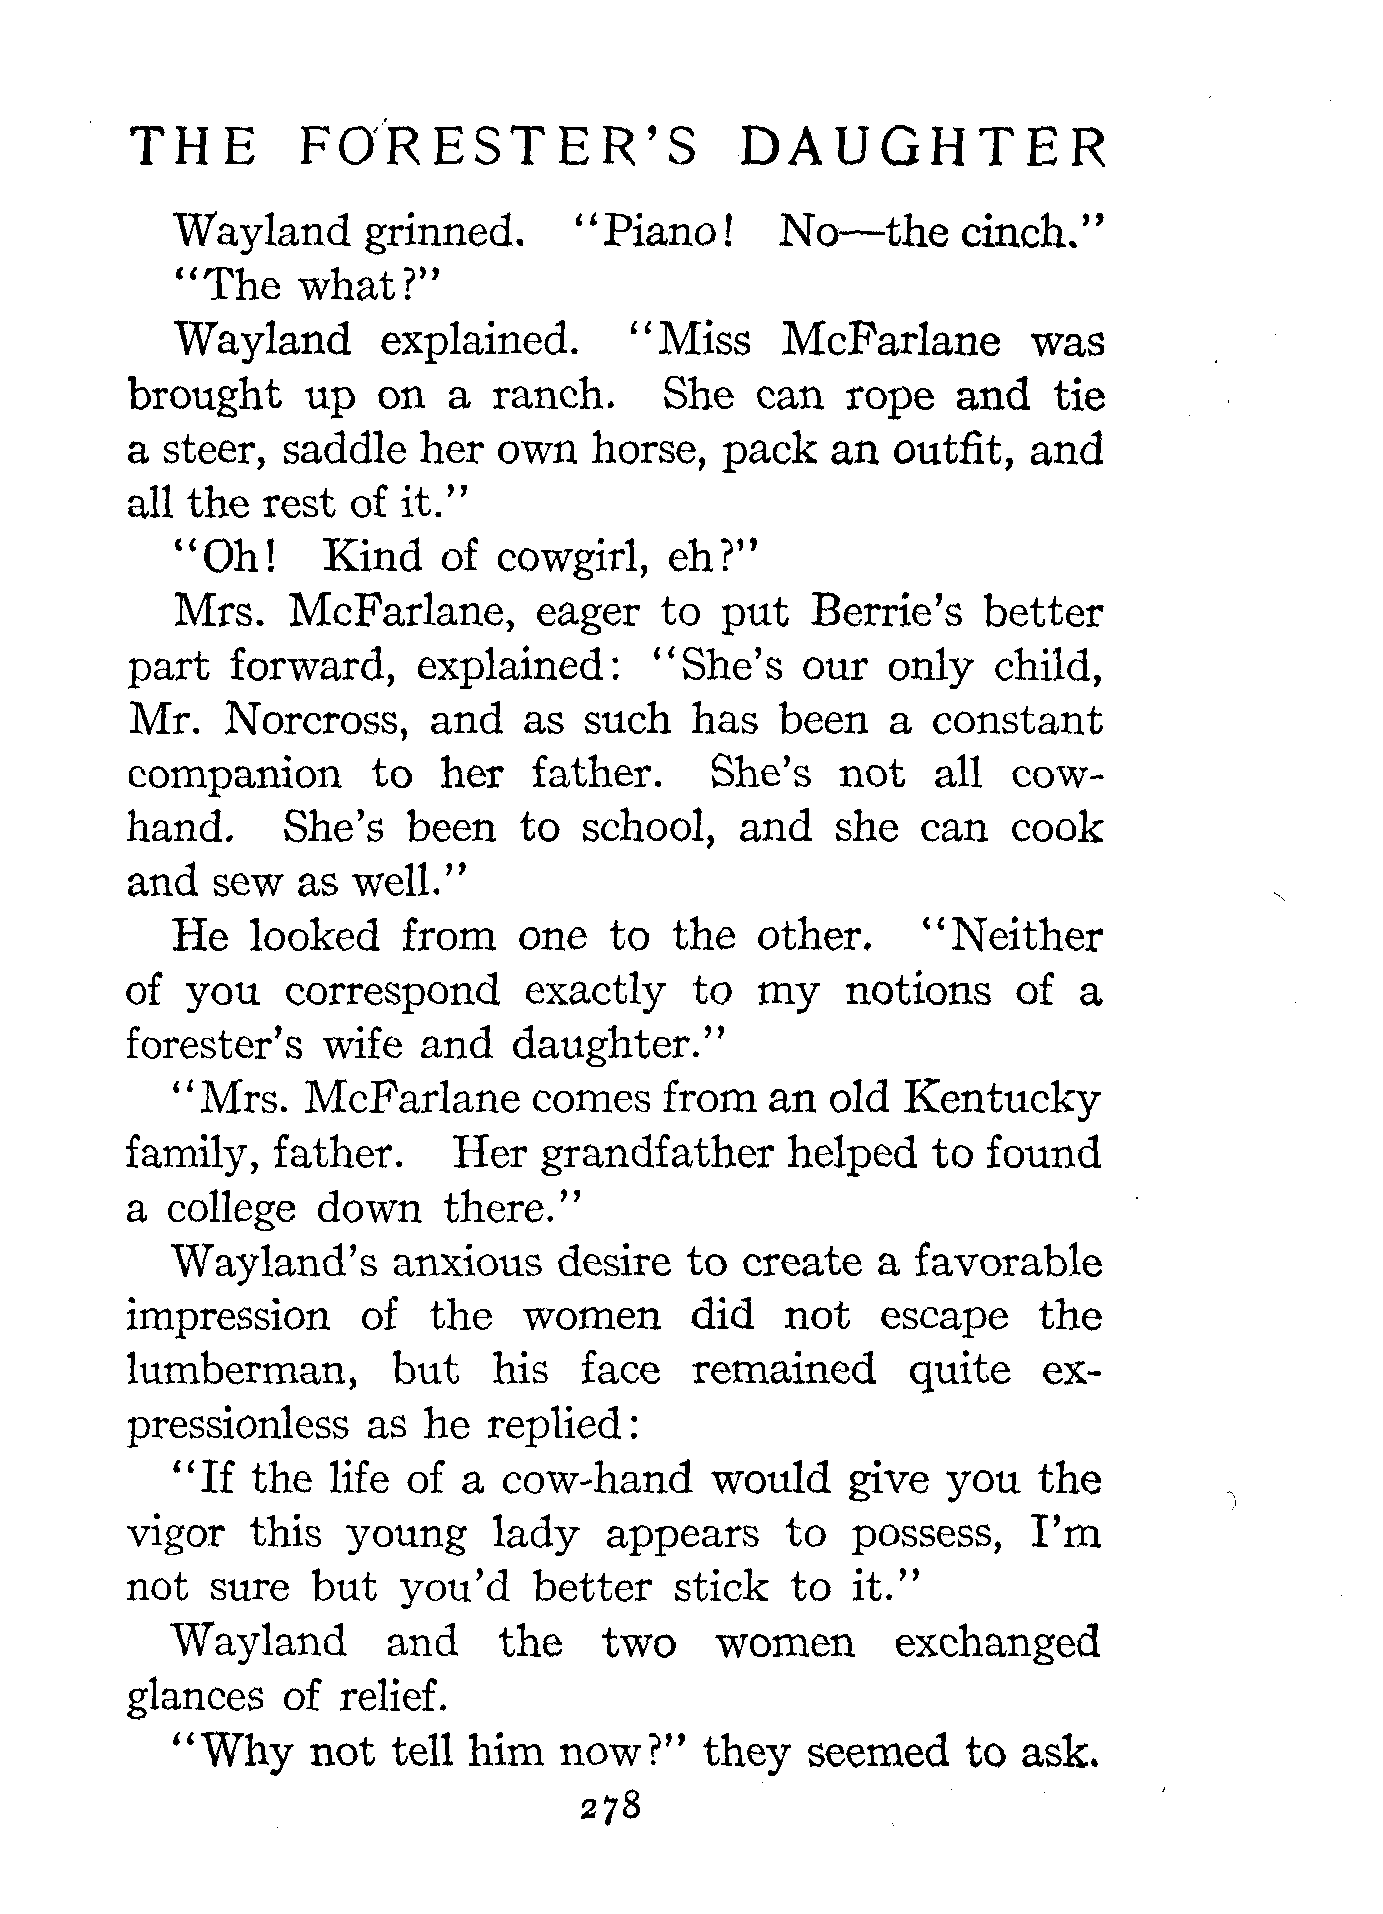 THE FORESTER'S DAUGHTER
Wayland grinned. "Piano! No—the cinch."
"The what?"
Wayland explained. "Miss McFarlane was
brought up on a ranch. She can rope and tie
a steer, saddle her own horse, pack an outfit, and
all the rest of it."
"Oh! Kind of cowgirl, eh?"
Mrs. McFarlane, eager to put Berrie's better
part forward, explained: "She's our only child,
Mr. Norcross, and as such has been a constant
companion to her father. She's not all cow-
hand. She's been to school, and she can cook
and sew as well."
He looked from one to the other. "Neither
of you correspond exactly to my notions of a
forester's wife and daughter."
"Mrs. McFarlane comes from an old Kentucky
family, father. Her grandfather helped to found
a college down there."
Wayland's anxious desire to create a favorable
impression of the women did not escape the
lumberman, but his face remained quite ex-
pressionless as he replied:
"If the life of a cow-hand would give you the
vigor this young lady appears to possess, I'm
not sure but you'd better stick to it."
Wayland and the two women exchanged
glances of relief.
"Why not tell him now?" they seemed to ask.
278